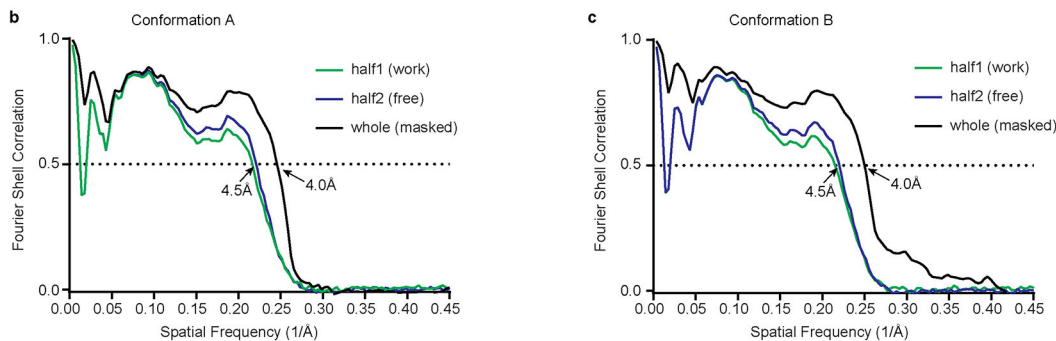 b
Conformation A
Fourier Shell Correlation
1.0
0.5
0.0
half1 (work)
half2 (free)
whole (masked)
4.5Å
4.0Å
0.00 0.05 0.10 0.15 0.20 0.25 0.30 0.35 0.40 0.45
Spatial Frequency (1/Å)
c
Conformation B
Fourier Shell Correlation
1.0
0.5
0.0
half1 (work)
half2 (free)
whole (masked)
4.5Å
4.0Å
0.00 0.05 0.10 0.15 0.20 0.25 0.30 0.35 0.40 0.45
Spatial Frequency (1/Å)